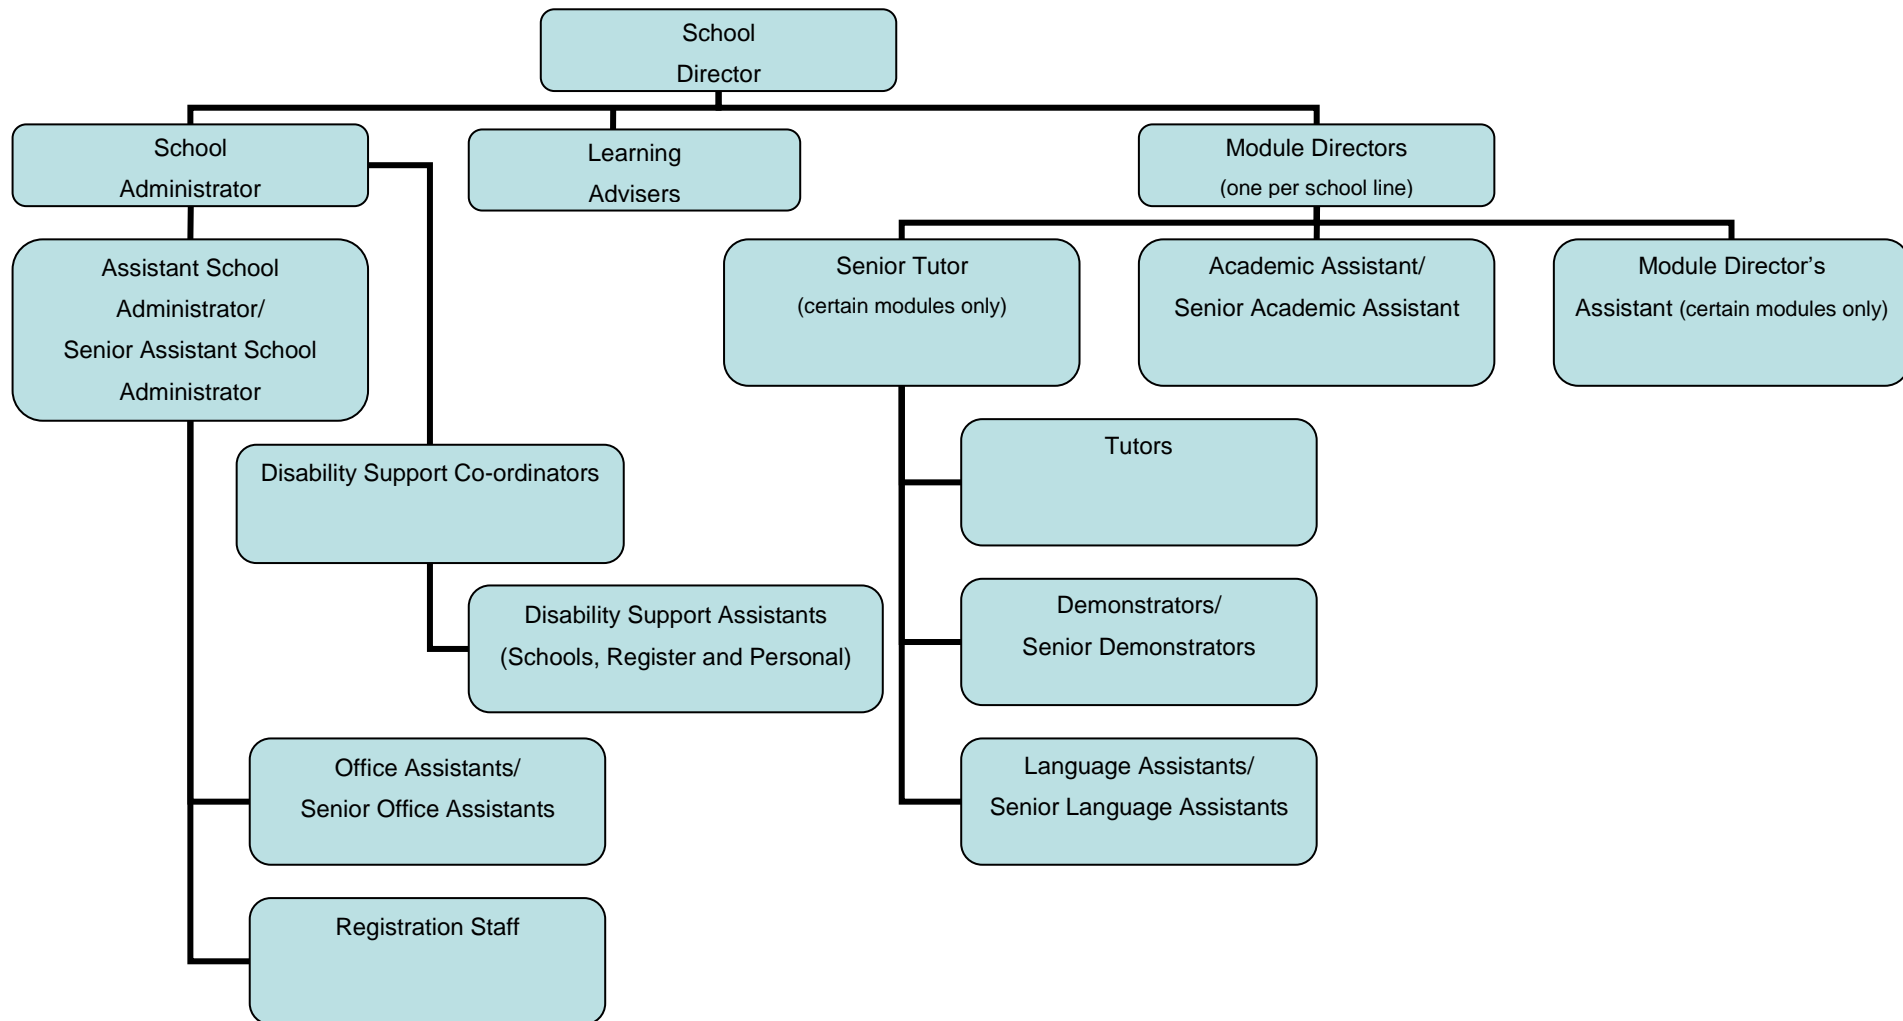 School
Director
School
Administrator
Learning
Advisers
Module Directors
(one per school line)
Assistant School
Administrator/
Senior Assistant School
Administrator
Senior Tutor
(certain modules only)
Academic Assistant/
Senior Academic Assistant
Module Director’s
Assistant (certain modules only)
Disability Support Co-ordinators
Tutors
Disability Support Assistants
(Schools, Register and Personal)
Demonstrators/
Senior Demonstrators
Office Assistants/
Senior Office Assistants
Language Assistants/
Senior Language Assistants
Registration Staff